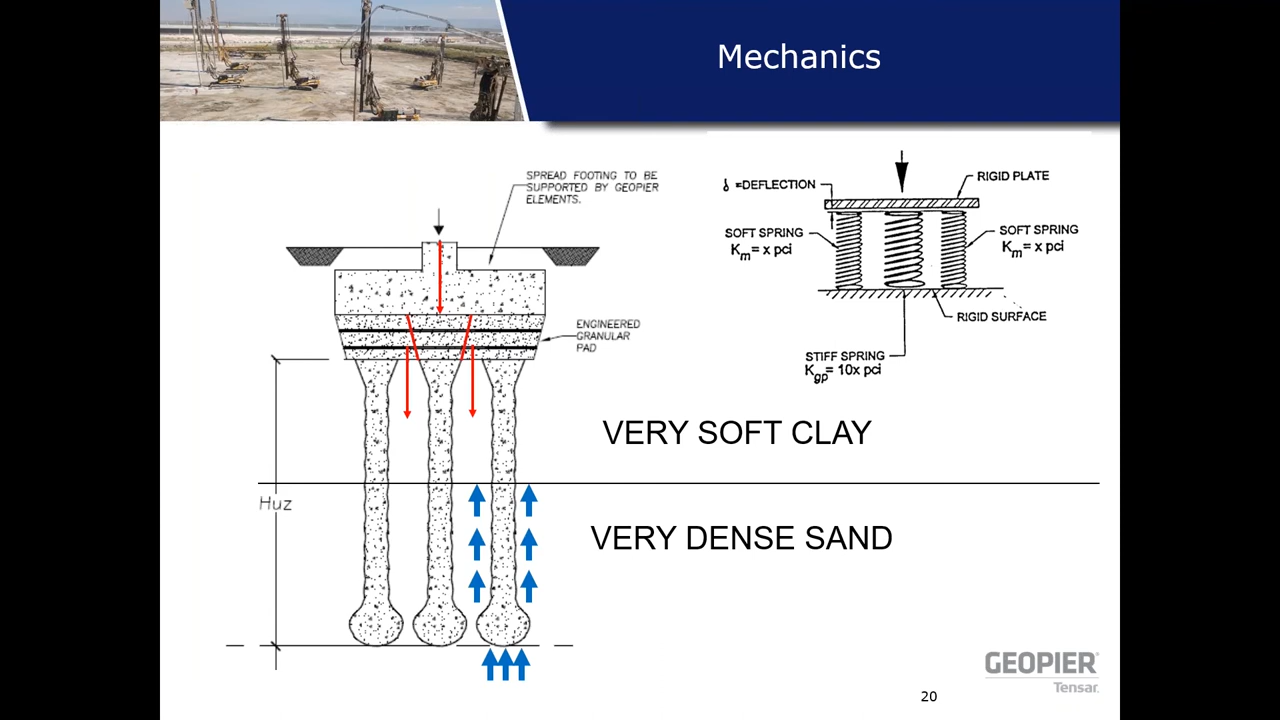 Mechanics
SPREAD FOOTING TO BE
SUPPORTED BY GEOPIER
ELEMENTS.
ENGINEERED
GRANULAR
PAD
Huz
δ =DEFLECTION
RIGID PLATE
SOFT SPRING
Km= x pci
SOFT SPRING
Km= x pci
RIGID SURFACE
STIFF SPRING
Kgp= 10x pci
VERY SOFT CLAY
VERY DENSE SAND
GEOPIER®
Tensar.
20